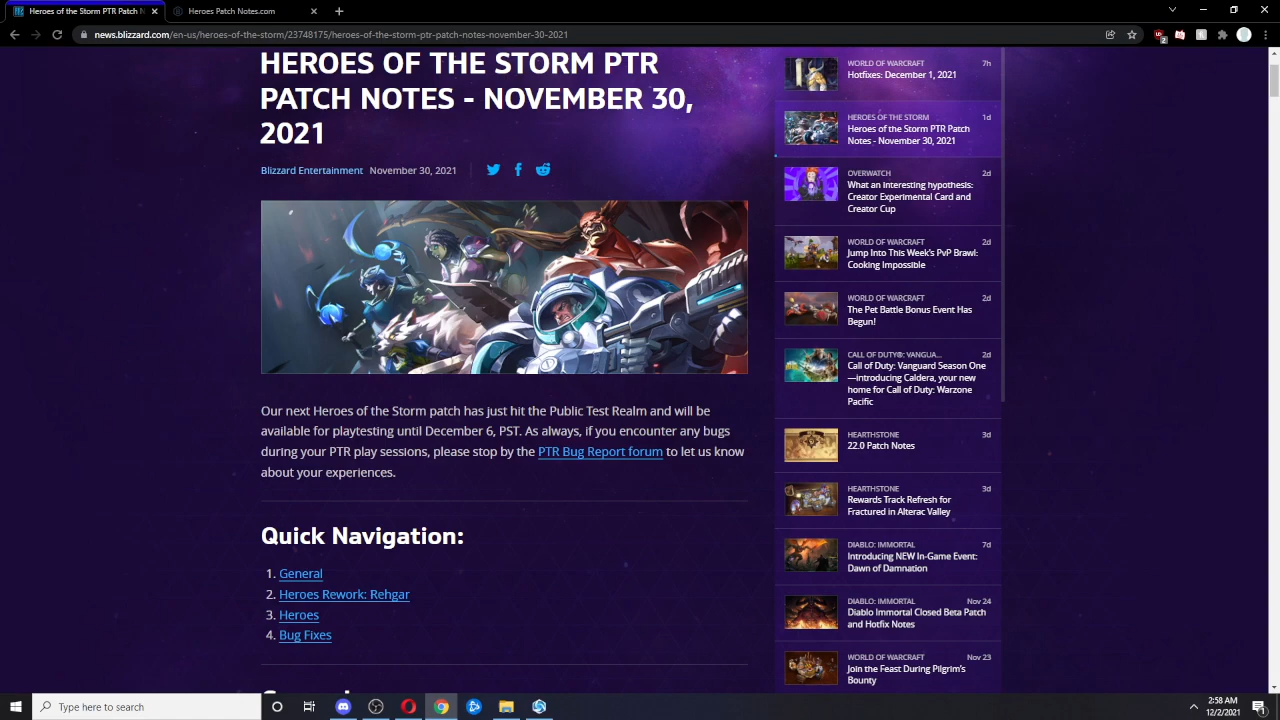 Heroes of the Storm PTR Patch N
Heroes Patch Notes.com
news.blizzard.com/en-us/heroes-of-the-storm/23748175/heroes-of-the-storm-ptr-patch-notes-november-30-2021
2
HEROES OF THE STORM PTR
PATCH NOTES - NOVEMBER 30,
2021
Blizzard Entertainment November 30, 2021
Our next Heroes of the Storm patch has just hit the Public Test Realm and will be
available for playtesting until December 6, PST. As always, if you encounter any bugs
during your PTR play sessions, please stop by the PTR Bug Report forum to let us know
about your experiences.
Quick Navigation:
1. General
2. Heroes Rework: Rehgar
3. Heroes
4. Bug Fixes
WORLD OF WARCRAFT 7h
Hotfixes: December 1, 2021
HEROES OF THE STORM 1d
Heroes of the Storm PTR Patch
Notes - November 30, 2021
OVERWATCH 2d
What an interesting hypothesis:
Creator Experimental Card and
Creator Cup
WORLD OF WARCRAFT 2d
Jump Into This Week's PvP Brawl:
Cooking Impossible
WORLD OF WARCRAFT 2d
The Pet Battle Bonus Event Has
Begun!
CALL OF DUTY®: VANGUA... 2d
Call of Duty: Vanguard Season One
—introducing Caldera, your new
home for Call of Duty: Warzone
Pacific
HEARTHSTONE 3d
22.0 Patch Notes
HEARTHSTONE 3d
Rewards Track Refresh for
Fractured in Alterac Valley
DIABLO: IMMORTAL 7d
Introducing NEW In-Game Event:
Dawn of Damnation
DIABLO: IMMORTAL Nov 24
Diablo Immortal Closed Beta Patch
and Hotfix Notes
WORLD OF WARCRAFT Nov 23
Join the Feast During Pilgrim's
Bounty
Type here to search
2:58 AM
12/2/2021
1